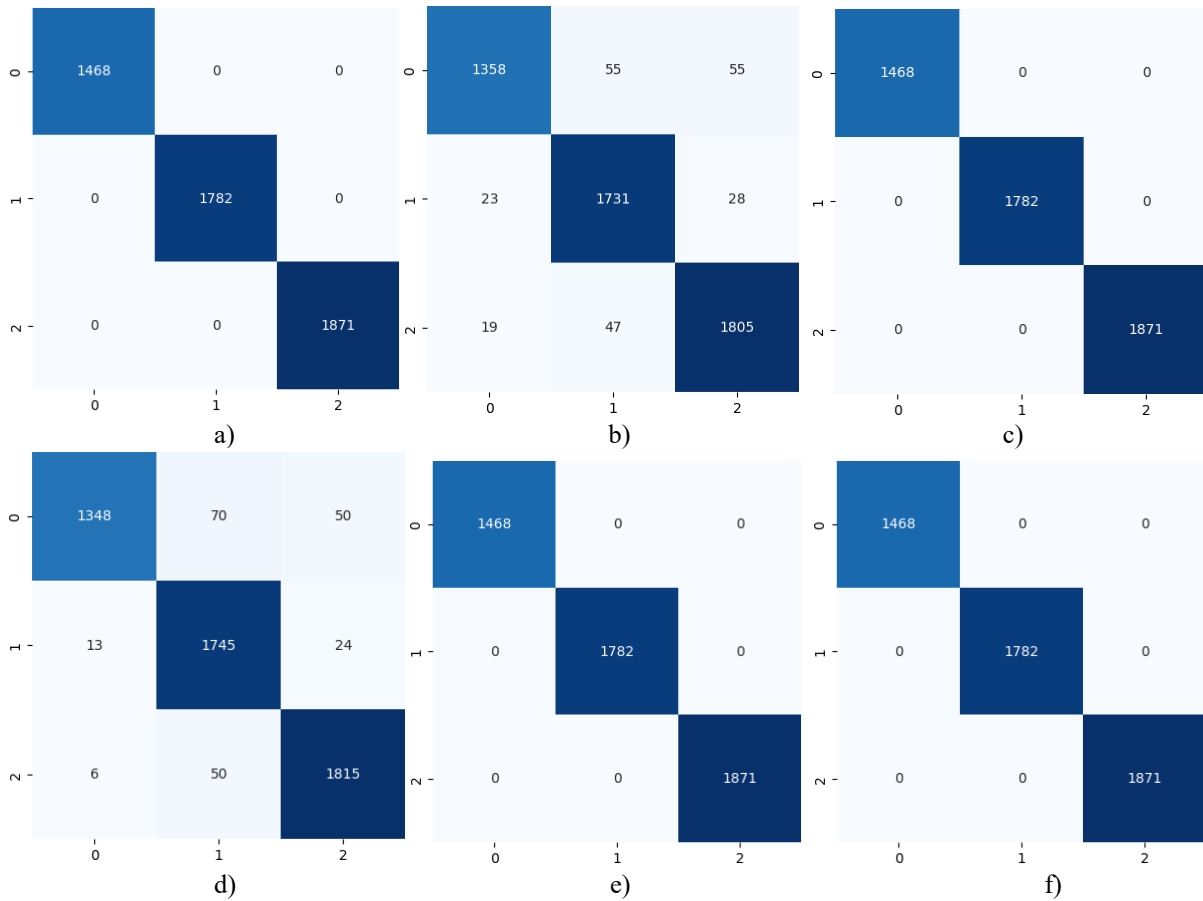 0 1468 0 0
1 0 1782 0
2 0 0 1871
0 1 2
a)
0 1358 55 55
1 23 1731 28
2 19 47 1805
0 1 2
b)
0 1468 0 0
1 0 1782 0
2 0 0 1871
0 1 2
c)
0 1348 70 50
1 13 1745 24
2 6 50 1815
0 1 2
d)
0 1468 0 0
1 0 1782 0
2 0 0 1871
0 1 2
e)
0 1468 0 0
1 0 1782 0
2 0 0 1871
0 1 2
f)